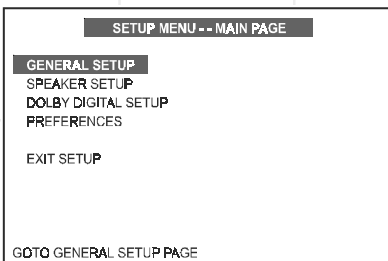 SETUP MENU - - MAIN PAGE
GENERAL SETUP
SPEAKER SETUP
DOLBY DIGITAL SETUP
PREFERENCES
EXIT SETUP
GOTO GENERAL SETUP PAGE